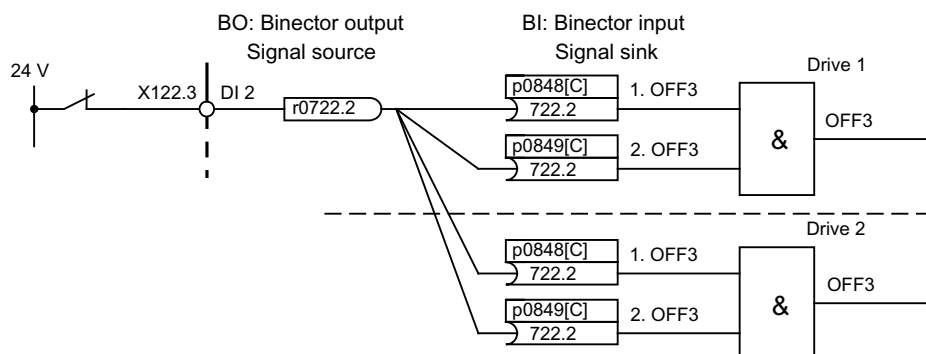 BO: Binector output
Signal source
BI: Binector input
Signal sink
24 V
X122.3
DI 2
r0722.2
Drive 1
p0848[C]
722.2
1. OFF3
p0849[C]
722.2
2. OFF3
&
OFF3
Drive 2
p0848[C]
722.2
1. OFF3
p0849[C]
722.2
2. OFF3
&
OFF3